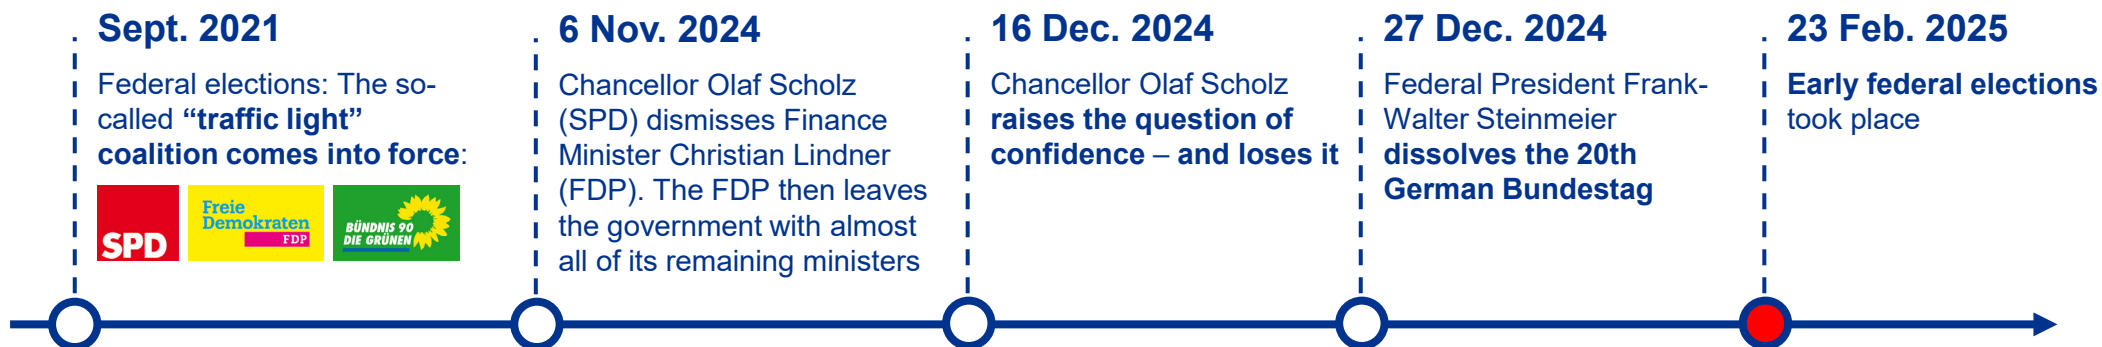 Sept. 2021
Federal elections: The so-
called “traffic light”
coalition comes into force:
SPD
Freie
Demokraten
FDP
BÜNDNIS 90
DIE GRÜNEN
6 Nov. 2024
Chancellor Olaf Scholz
(SPD) dismisses Finance
Minister Christian Lindner
(FDP). The FDP then leaves
the government with almost
all of its remaining ministers
16 Dec. 2024
Chancellor Olaf Scholz
raises the question of
confidence – and loses it
27 Dec. 2024
Federal President Frank-
Walter Steinmeier
dissolves the 20th
German Bundestag
23 Feb. 2025
Early federal elections
took place